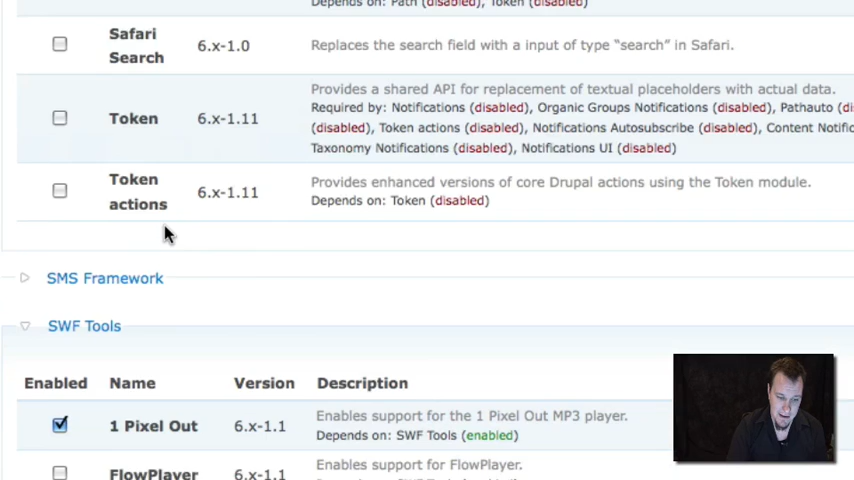 Depends on: Path (disabled), Token (disabled)
Safari Search 6.x-1.0 Replaces the search field with a input of type “search” in Safari.
Token 6.x-1.11 Provides a shared API for replacement of textual placeholders with actual data.
Required by: Notifications (disabled), Organic Groups Notifications (disabled), Pathauto
(disabled), Token actions (disabled), Notifications Autosubscribe (disabled), Content
Taxonomy Notifications (disabled), Notifications UI (disabled)
Token actions 6.x-1.11 Provides enhanced versions of core Drupal actions using the Token module.
Depends on: Token (disabled)
SMS Framework
SWF Tools
Enabled Name Version Description
1 Pixel Out 6.x-1.1 Enables support for the 1 Pixel Out MP3 player.
Depends on: SWF Tools (enabled)
FlowPlayer 6.x-1.1 Enables support for FlowPlayer.